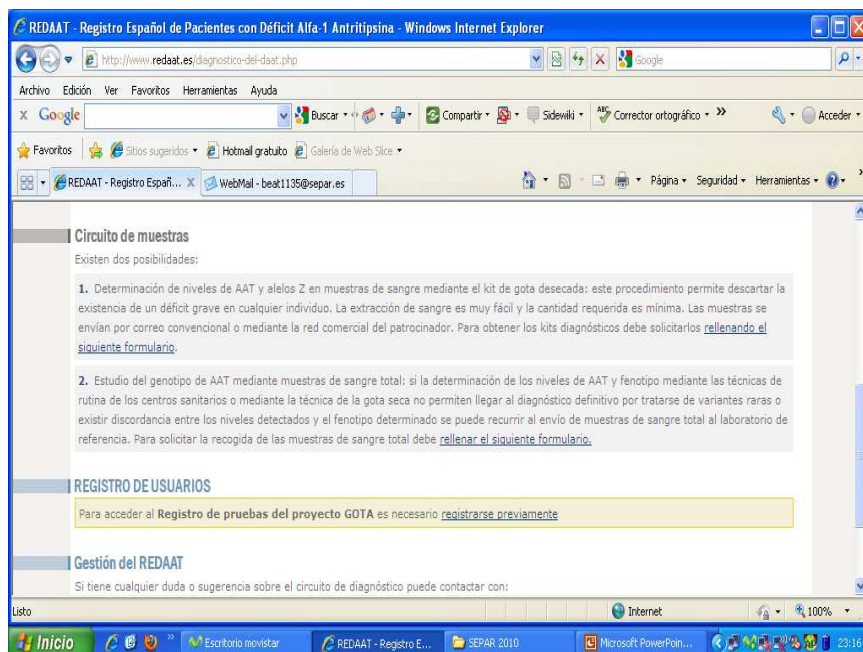 REDAAT - Registro Español de Pacientes con Déficit Alfa-1 Antritipsina - Windows Internet Explorer
http://www.redaat.es/diagnostico-del-daat.php
Google
Archivo Edición Ver Favoritos Herramientas Ayuda
x Google Buscar Compartir Sidewiki ABC Corrector ortográfico » Acceder
Favoritos Sitios sugeridos Hotmail gratuito Galería de Web Slice
REDAAT - Registro Españ... X WebMail - beat1135@separ.es Página Seguridad Herramientas
Circuito de muestras
Existen dos posibilidades:
1. Determinación de niveles de AAT y alelos Z en muestras de sangre mediante el kit de gota desecada: este procedimiento permite descartar la
existencia de un déficit grave en cualquier individuo. La extracción de sangre es muy fácil y la cantidad requerida es mínima. Las muestras se
envían por correo convencional o mediante la red comercial del patrocinador. Para obtener los kits diagnósticos debe solicitarlos rellenando el
siguiente formulario.
2. Estudio del genotipo de AAT mediante muestras de sangre total: si la determinación de los niveles de AAT y fenotipo mediante las técnicas de
rutina de los centros sanitarios o mediante la técnica de la gota seca no permiten llegar al diagnóstico definitivo por tratarse de variantes raras o
existir discordancia entre los niveles detectados y el fenotipo determinado se puede recurrir al envío de muestras de sangre total al laboratorio de
referencia. Para solicitar la recogida de las muestras de sangre total debe rellenar el siguiente formulario.
REGISTRO DE USUARIOS
Para acceder al Registro de pruebas del proyecto GOTA es necesario registrarse previamente
Gestión del REDAAT
Si tiene cualquier duda o sugerencia sobre el circuito de diagnóstico puede contactar con:
Listo Internet 100%
Inicio » Escritorio movistar REDAAT - Registro E... SEPAR 2010 Microsoft PowerPoin... 23:16